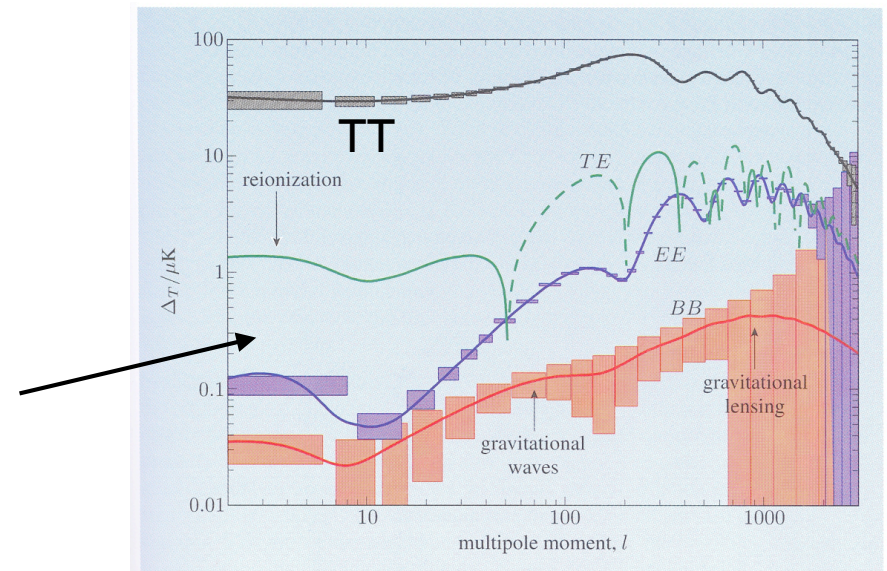 100
TT
10
TE
reionization
EE
Δ_T/μK
1
BB
0.1
gravitational
lensing
gravitational
waves
0.01
10
100
1000
multipole moment, l